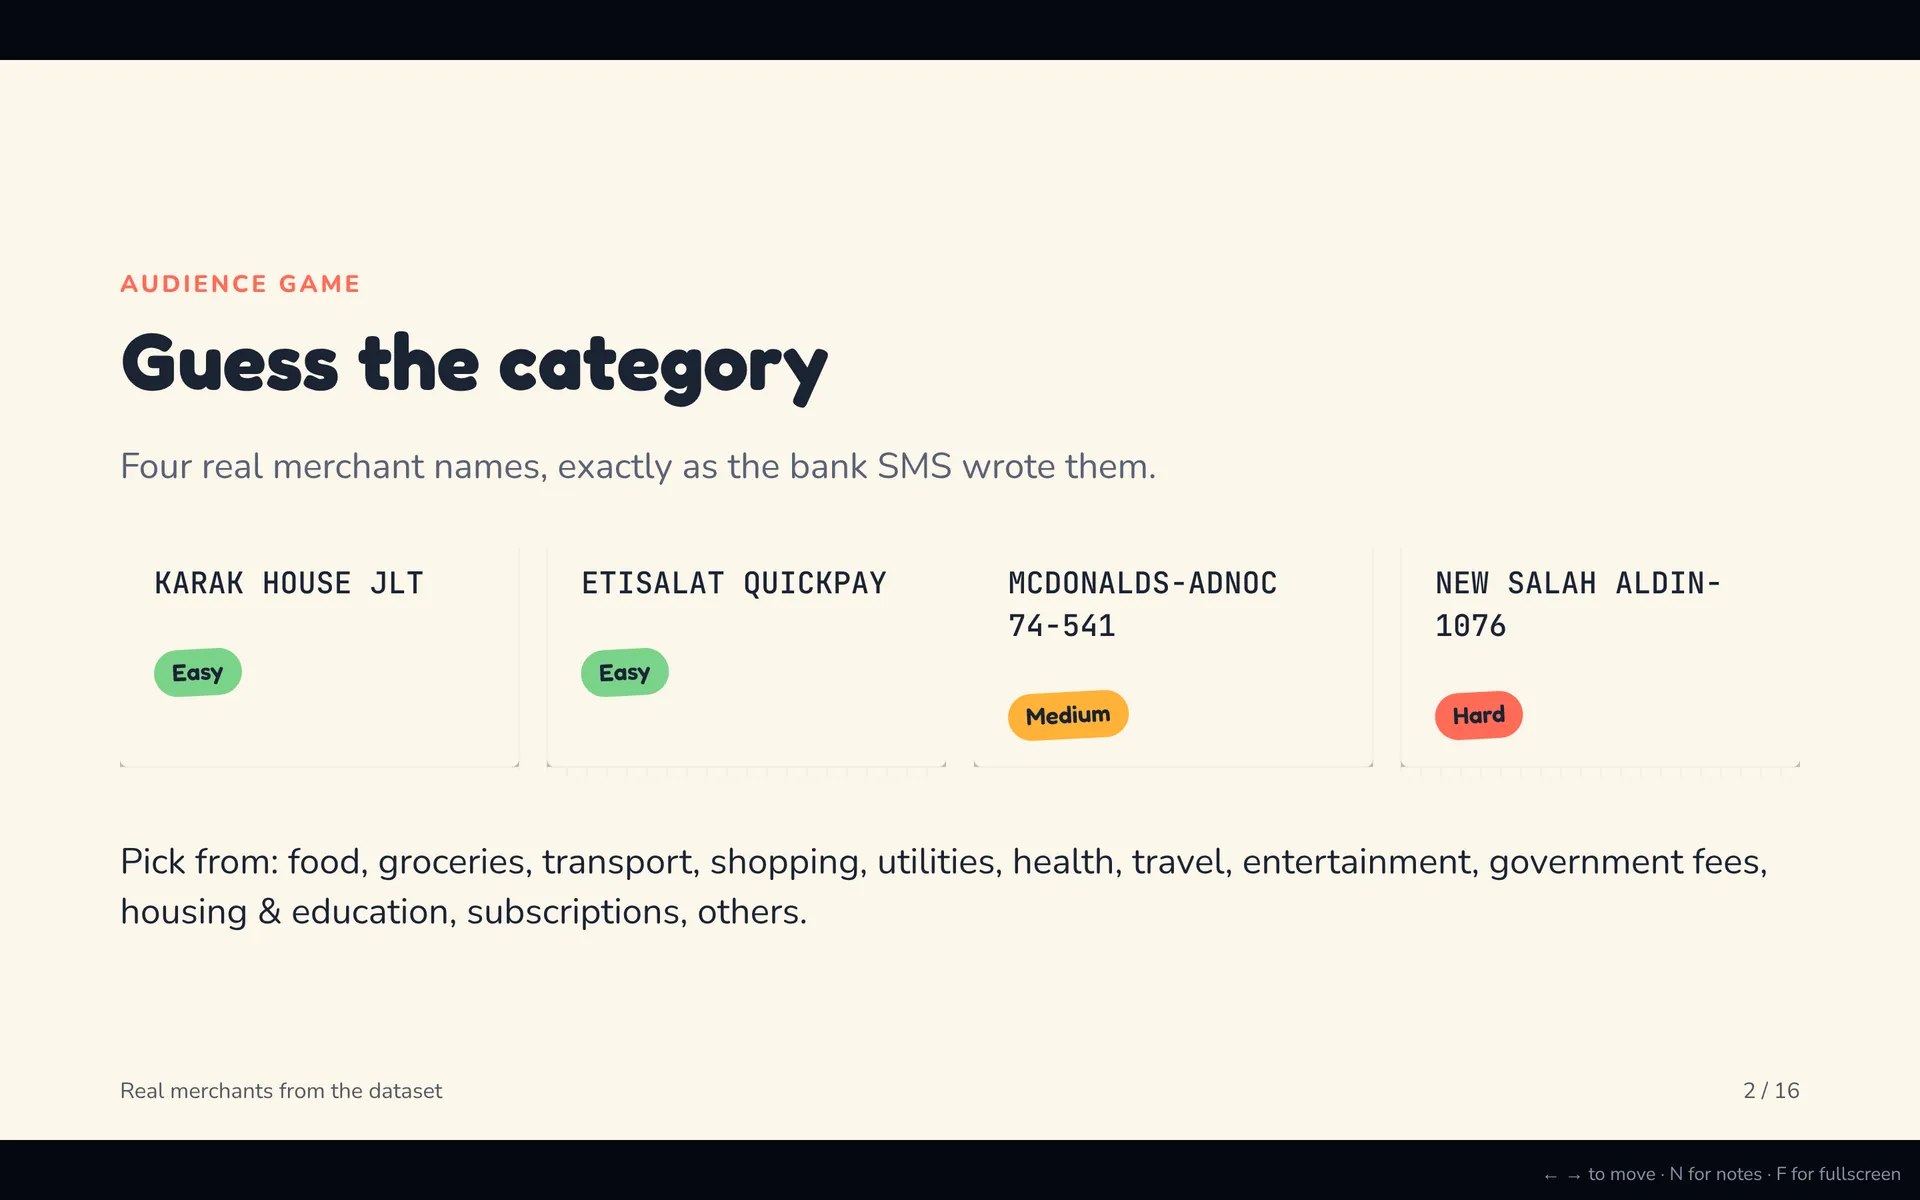 AUDIENCE GAME
Guess the category
Four real merchant names, exactly as the bank SMS wrote them.
KARAK HOUSE JLT
Easy
ETISALAT QUICKPAY
Easy
MCDONALDS-ADNOC
74-541
Medium
NEW SALAH ALDIN-
1076
Hard
Pick from: food, groceries, transport, shopping, utilities, health, travel, entertainment, government fees,
housing & education, subscriptions, others.
Real merchants from the dataset
2 / 16
← → to move · N for notes · F for fullscreen